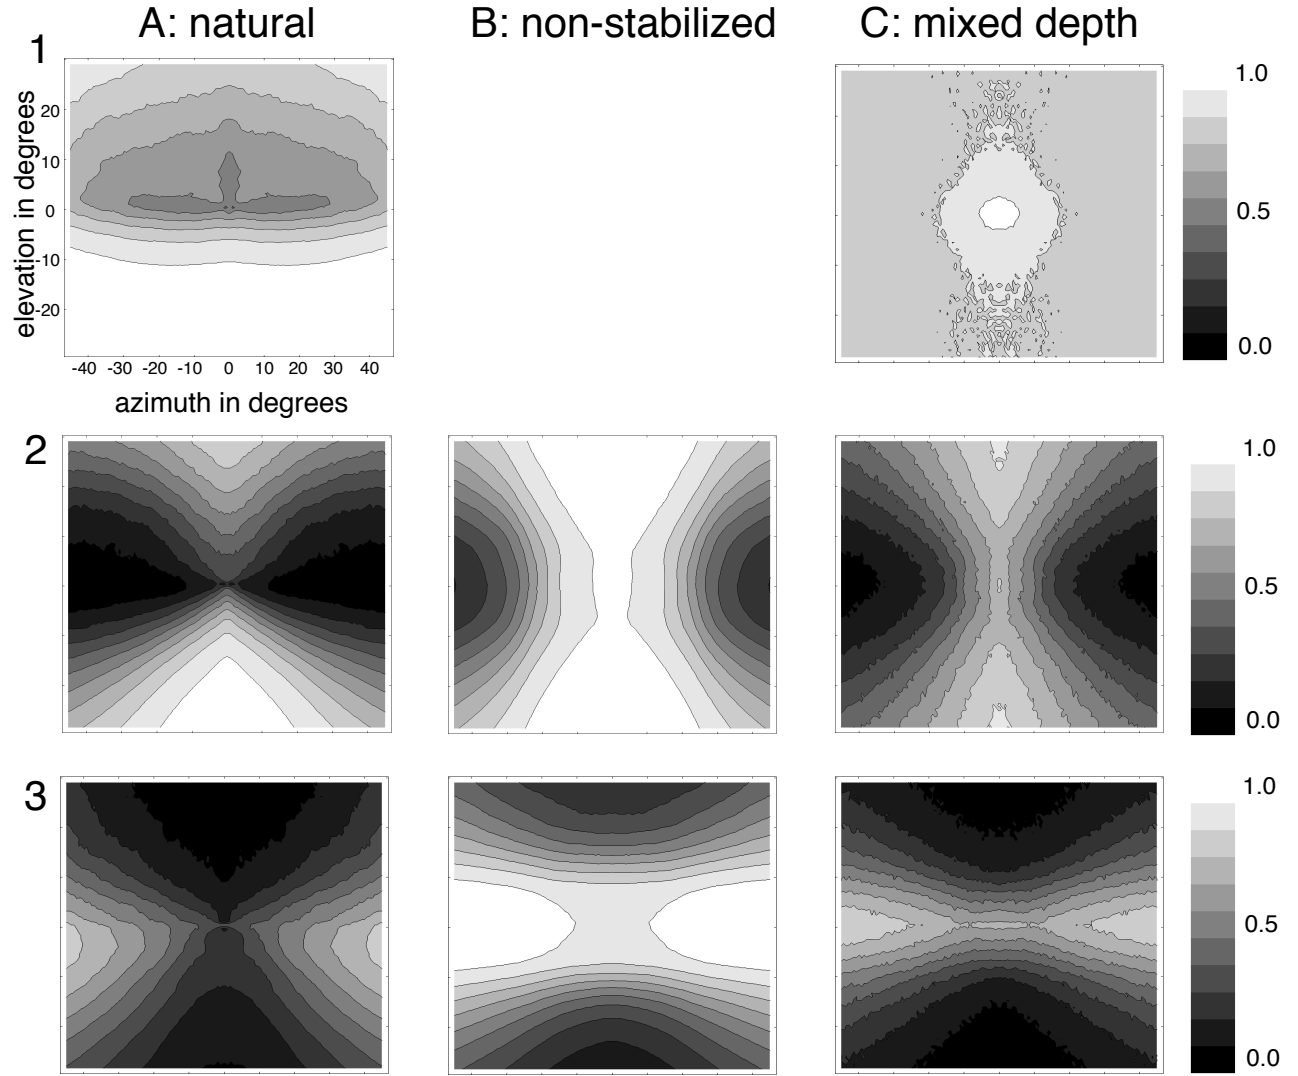 A: natural
B: non-stabilized
C: mixed depth
1
elevation in degrees
20
10
0
-10
-20
-40 -30 -20 -10 0 10 20 30 40
azimuth in degrees
1.0
0.5
0.0
2
1.0
0.5
0.0
3
1.0
0.5
0.0